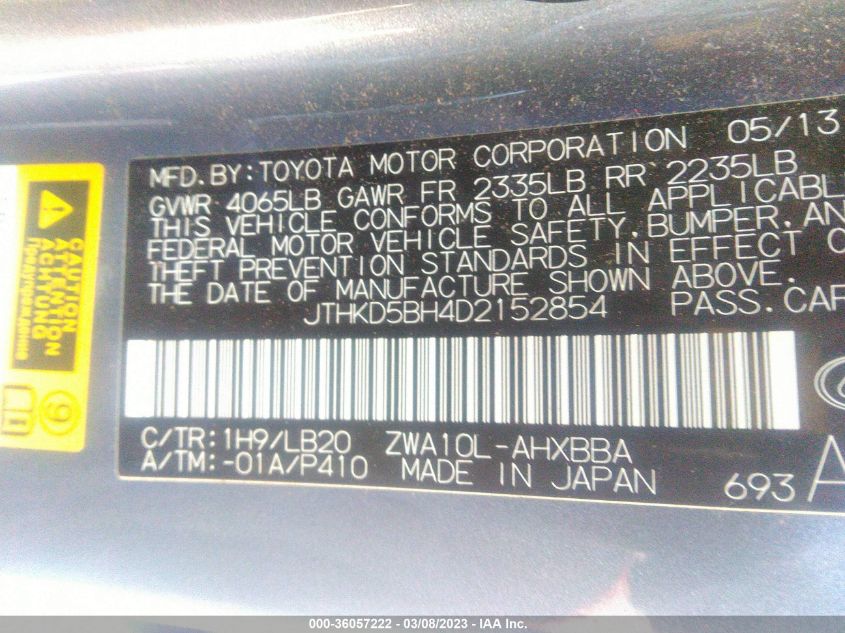 MFD.BY:TOYOTA MOTOR CORPORATION 05/13
GVWR 4065LB GAWR FR 2335LB RR 2235LB
THIS VEHICLE CONFORMS TO ALL APPLICABL
FEDERAL MOTOR VEHICLE SAFETY,BUMPER,AN
THEFT PREVENTION STANDARDS IN EFFECT O
THE DATE OF MANUFACTURE SHOWN ABOVE.
JTHKD5BH4D2152854 PASS.CAR
C/TR:1H9/LB20 ZWA10L-AHXBBA
A/TM:-01A/P410 MADE IN JAPAN 693 A
CAUTION
ATTENTION
ACHTUNG
9
000-36057222 - 03/08/2023 - IAA Inc.